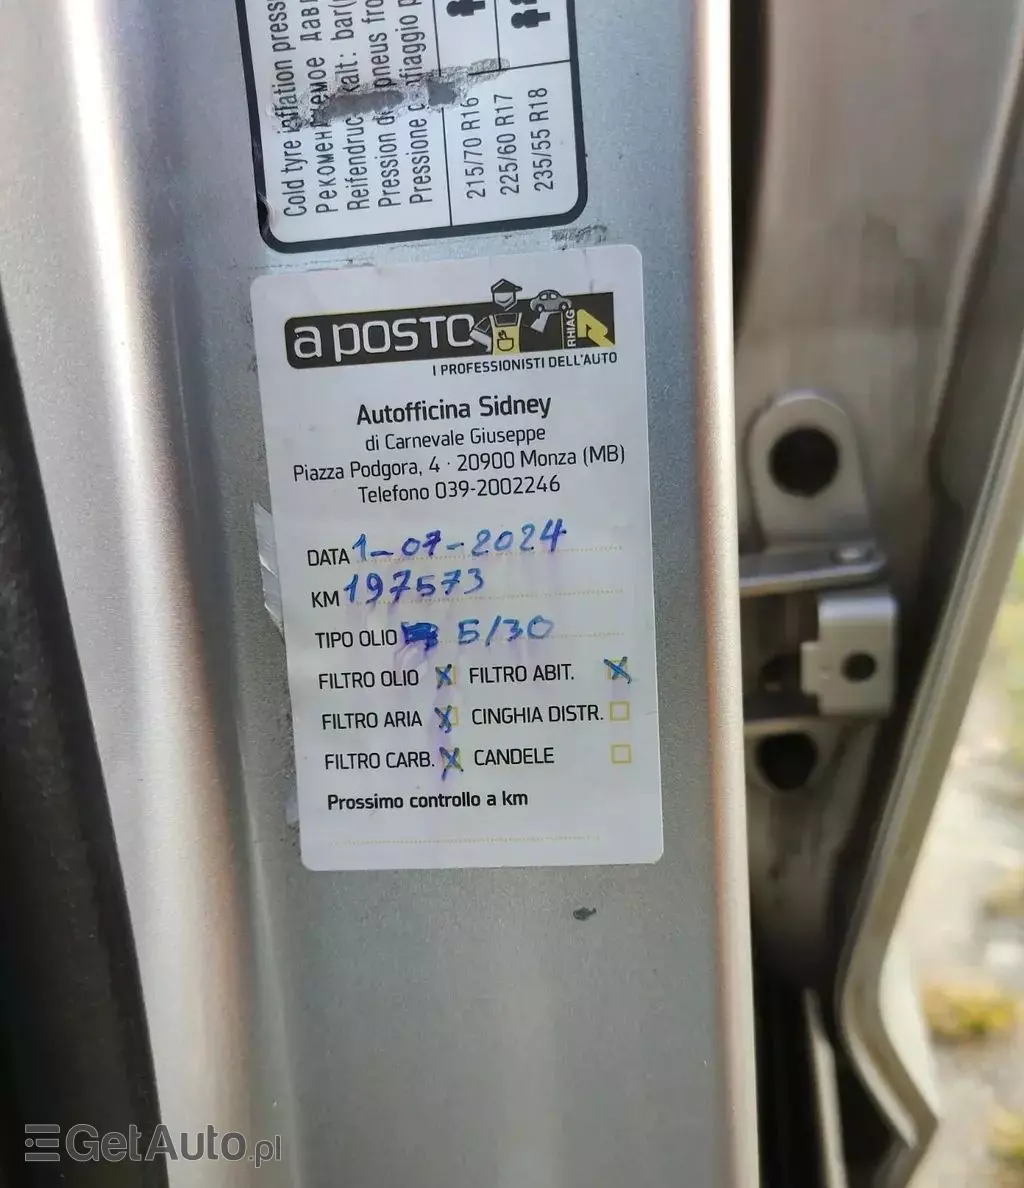 Cold tyre inflation press
Reifendruc kalt: bar(
Pression d pneus fro
Pressione
215/70 R16
225/60 R17
235/55 R18
a POSTO
RHIAG
I PROFESSIONISTI DELL'AUTO
Autofficina Sidney
di Carnevale Giuseppe
Piazza Podgora, 4 · 20900 Monza (MB)
Telefono 039-2002246
DATA 1-07-2024
KM 197573
TIPO OLIO 5/30
FILTRO OLIO X FILTRO ABIT. X
FILTRO ARIA X CINGHIA DISTR.
FILTRO CARB. X CANDELE
Prossimo controllo a km
GetAuto.pl